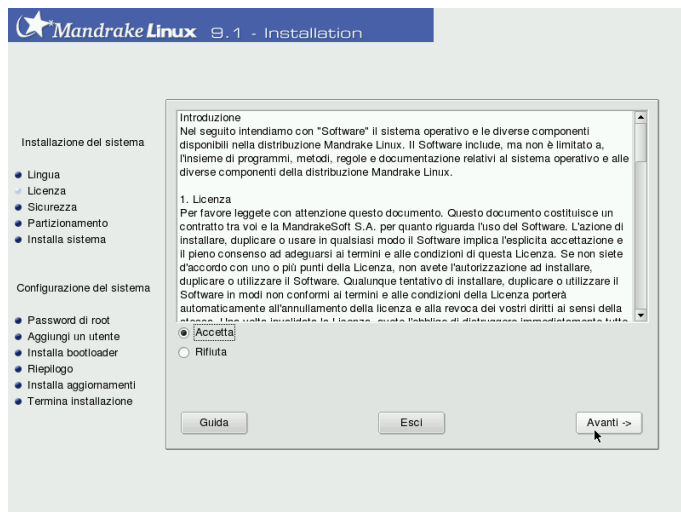 Mandrake Linux 9.1 - Installation
Installazione del sistema
Lingua
Licenza
Sicurezza
Partizionamento
Installa sistema
Configurazione del sistema
Password di root
Aggiungi un utente
Installa bootloader
Riepilogo
Installa aggiornamenti
Termina installazione
Introduzione
Nel seguito intendiamo con "Software" il sistema operativo e le diverse componenti
disponibili nella distribuzione Mandrake Linux. Il Software include, ma non è limitato a,
l'insieme di programmi, metodi, regole e documentazione relativi al sistema operativo e alle
diverse componenti della distribuzione Mandrake Linux.
1. Licenza
Per favore leggete con attenzione questo documento. Questo documento costituisce un
contratto tra voi e la MandrakeSoft S.A. per quanto riguarda l'uso del Software. L'azione di
installare, duplicare o usare in qualsiasi modo il Software implica l'esplicita accettazione e
il pieno consenso ad adeguarsi ai termini e alle condizioni di questa Licenza. Se non siete
d'accordo con uno o più punti della Licenza, non avete l'autorizzazione ad installare,
duplicare o utilizzare il Software. Qualunque tentativo di installare, duplicare o utilizzare il
Software in modi non conformi ai termini e alle condizioni della Licenza porterà
automaticamente all'annullamento della licenza e alla revoca dei vostri diritti ai sensi della
Accetta
Rifiuta
Guida
Esci
Avanti ->